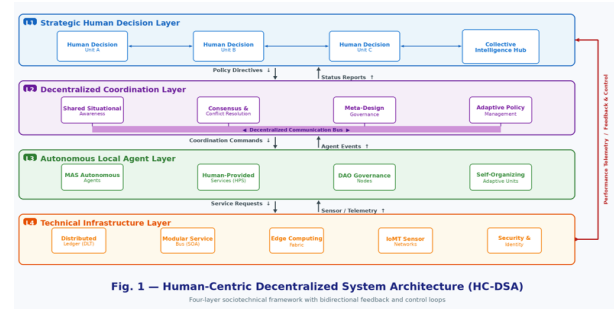 L1 Strategic Human Decision Layer
Human Decision
Unit A
Human Decision
Unit B
Human Decision
Unit C
Collective
Intelligence Hub
Policy Directives ↓
Status Reports ↑
L2 Decentralized Coordination Layer
Shared Situational
Awareness
Consensus &
Conflict Resolution
Meta-Design
Governance
Adaptive Policy
Management
◄ Decentralized Communication Bus ►
Coordination Commands ↓
Agent Events ↑
L3 Autonomous Local Agent Layer
MAS Autonomous
Agents
Human-Provided
Services (HPS)
DAO Governance
Nodes
Self-Organizing
Adaptive Units
Service Requests ↓
Sensor / Telemetry ↑
L4 Technical Infrastructure Layer
Distributed
Ledger (DLT)
Modular Service
Bus (SOA)
Edge Computing
Fabric
IoMT Sensor
Networks
Security &
Identity
Performance Telemetry / Feedback & Control
Fig. 1 — Human-Centric Decentralized System Architecture (HC-DSA)
Four-layer sociotechnical framework with bidirectional feedback and control loops